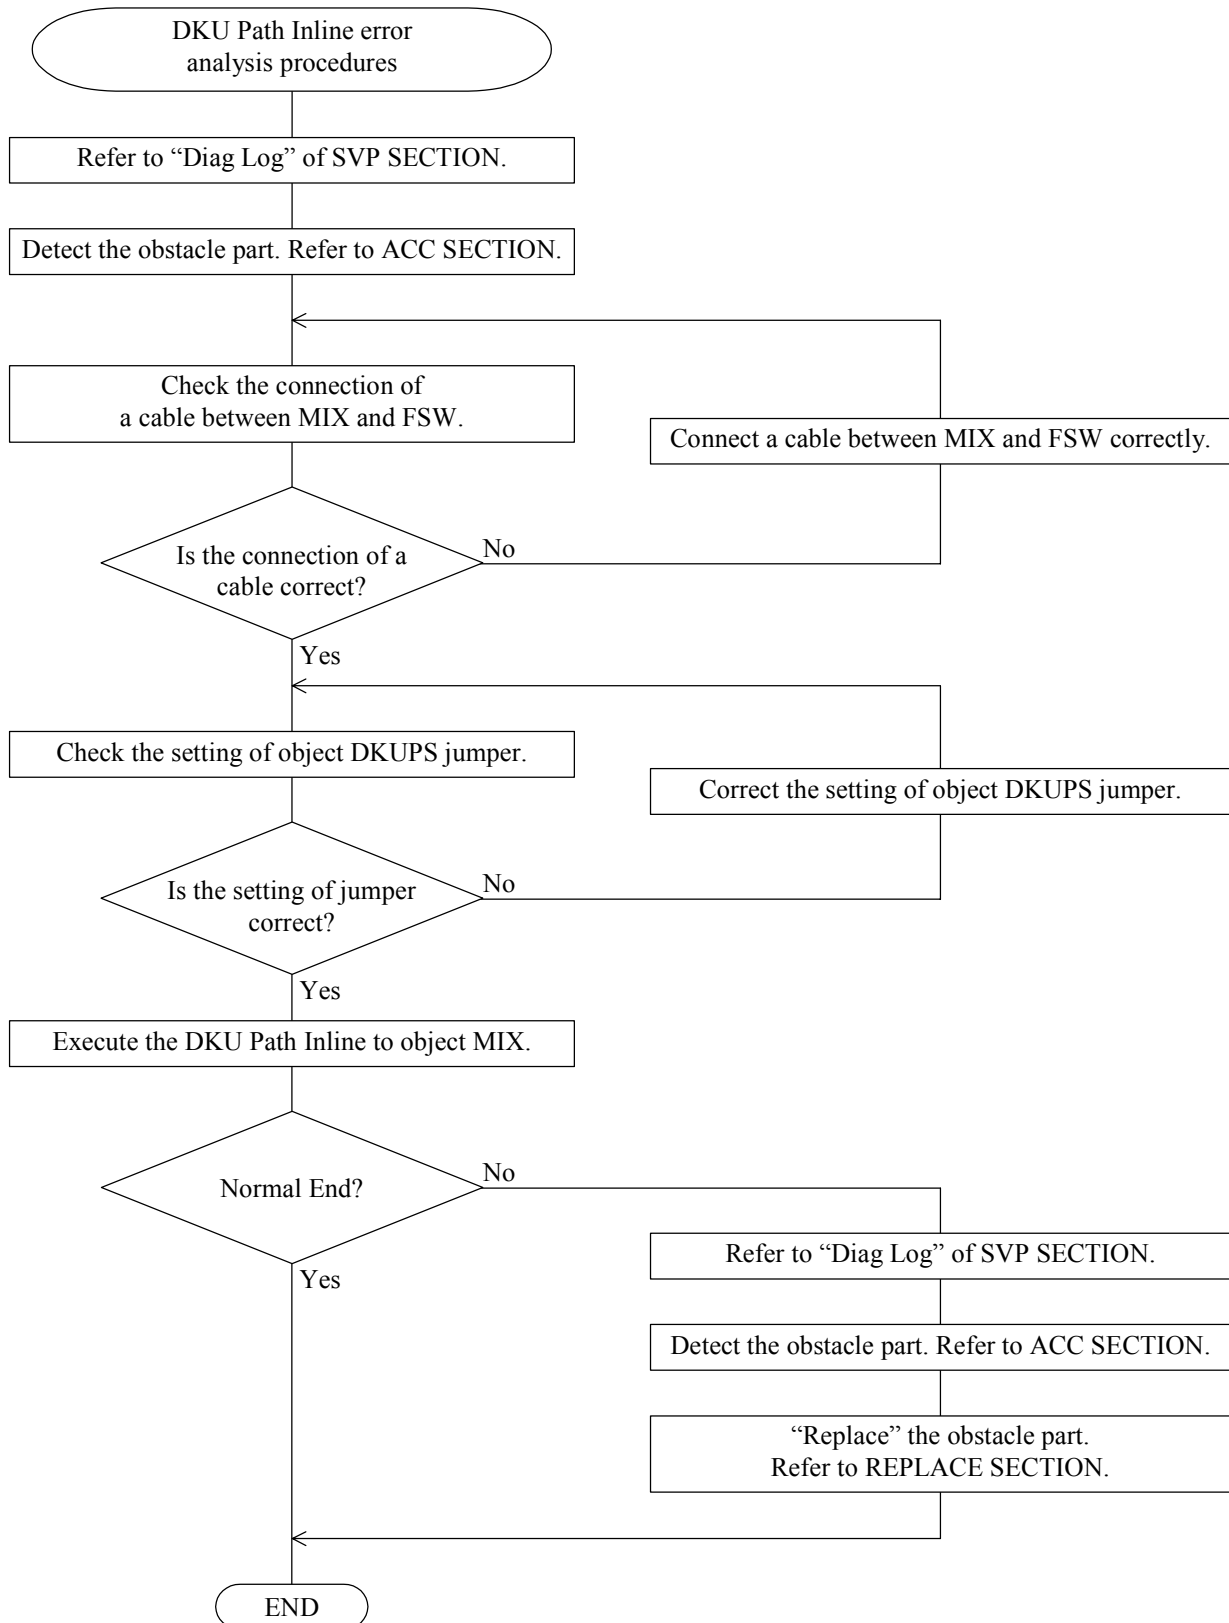 DKU Path Inline error
analysis procedures
Refer to “Diag Log” of SVP SECTION.
Detect the obstacle part. Refer to ACC SECTION.
Check the connection of
a cable between MIX and FSW.
Connect a cable between MIX and FSW correctly.
Is the connection of a
cable correct?
No
Yes
Check the setting of object DKUPS jumper.
Correct the setting of object DKUPS jumper.
Is the setting of jumper
correct?
No
Yes
Execute the DKU Path Inline to object MIX.
Normal End?
No
Yes
Refer to “Diag Log” of SVP SECTION.
Detect the obstacle part. Refer to ACC SECTION.
“Replace” the obstacle part.
Refer to REPLACE SECTION.
END